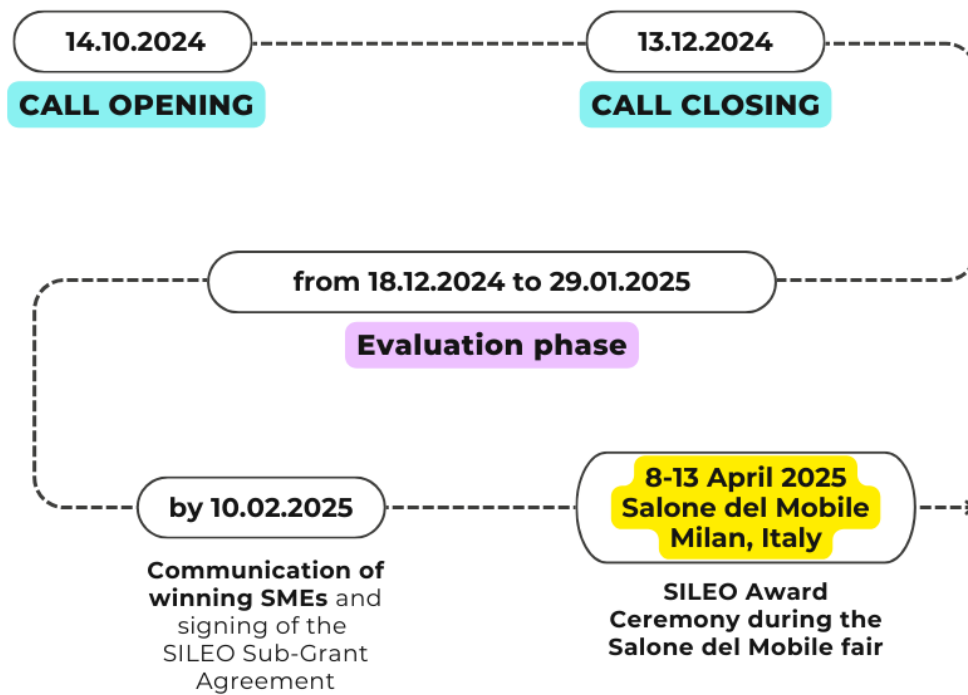 14.10.2024
13.12.2024
CALL OPENING
CALL CLOSING
from 18.12.2024 to 29.01.2025
Evaluation phase
by 10.02.2025
Communication of
winning SMEs and
signing of the
SILEO Sub-Grant
Agreement
8-13 April 2025
Salone del Mobile
Milan, Italy
SILEO Award
Ceremony during the
Salone del Mobile fair